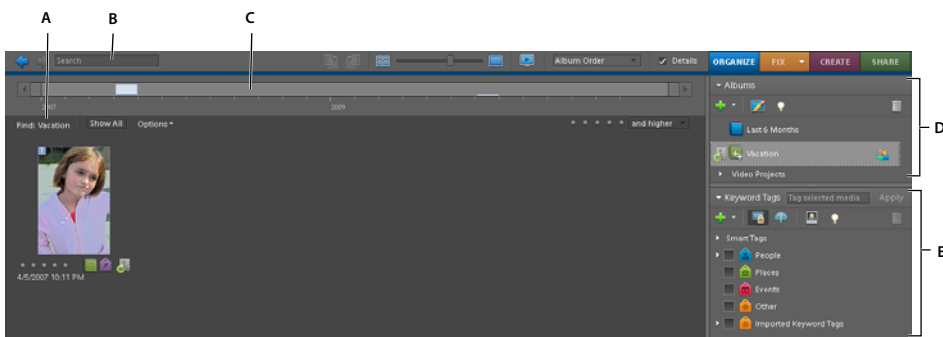 A B C
Search Album Order Details ORGANIZE FIX CREATE SHARE
Albums
2007 2009
Find: Vacation Show All Options and higher
Last 6 Months
D
Vacation
Video Projects
Keyword Tags Tag selected media Apply
E
Smart Tags
People
Places
Events
Other
Imported Keyword Tags
4/5/2007 10:11 PM